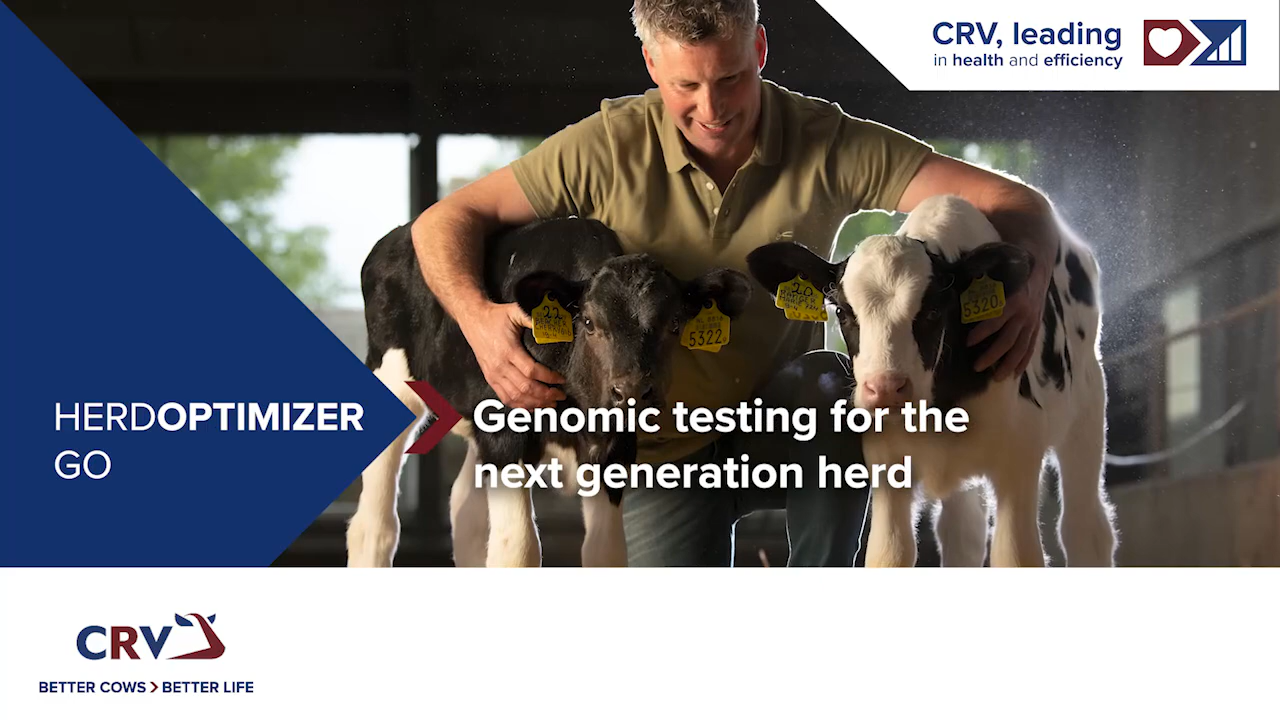 CRV, leading
in health and efficiency
22
5322
20
5320
HERDOPTIMIZER
GO
Genomic testing for the
next generation herd
CRV
BETTER COWS > BETTER LIFE